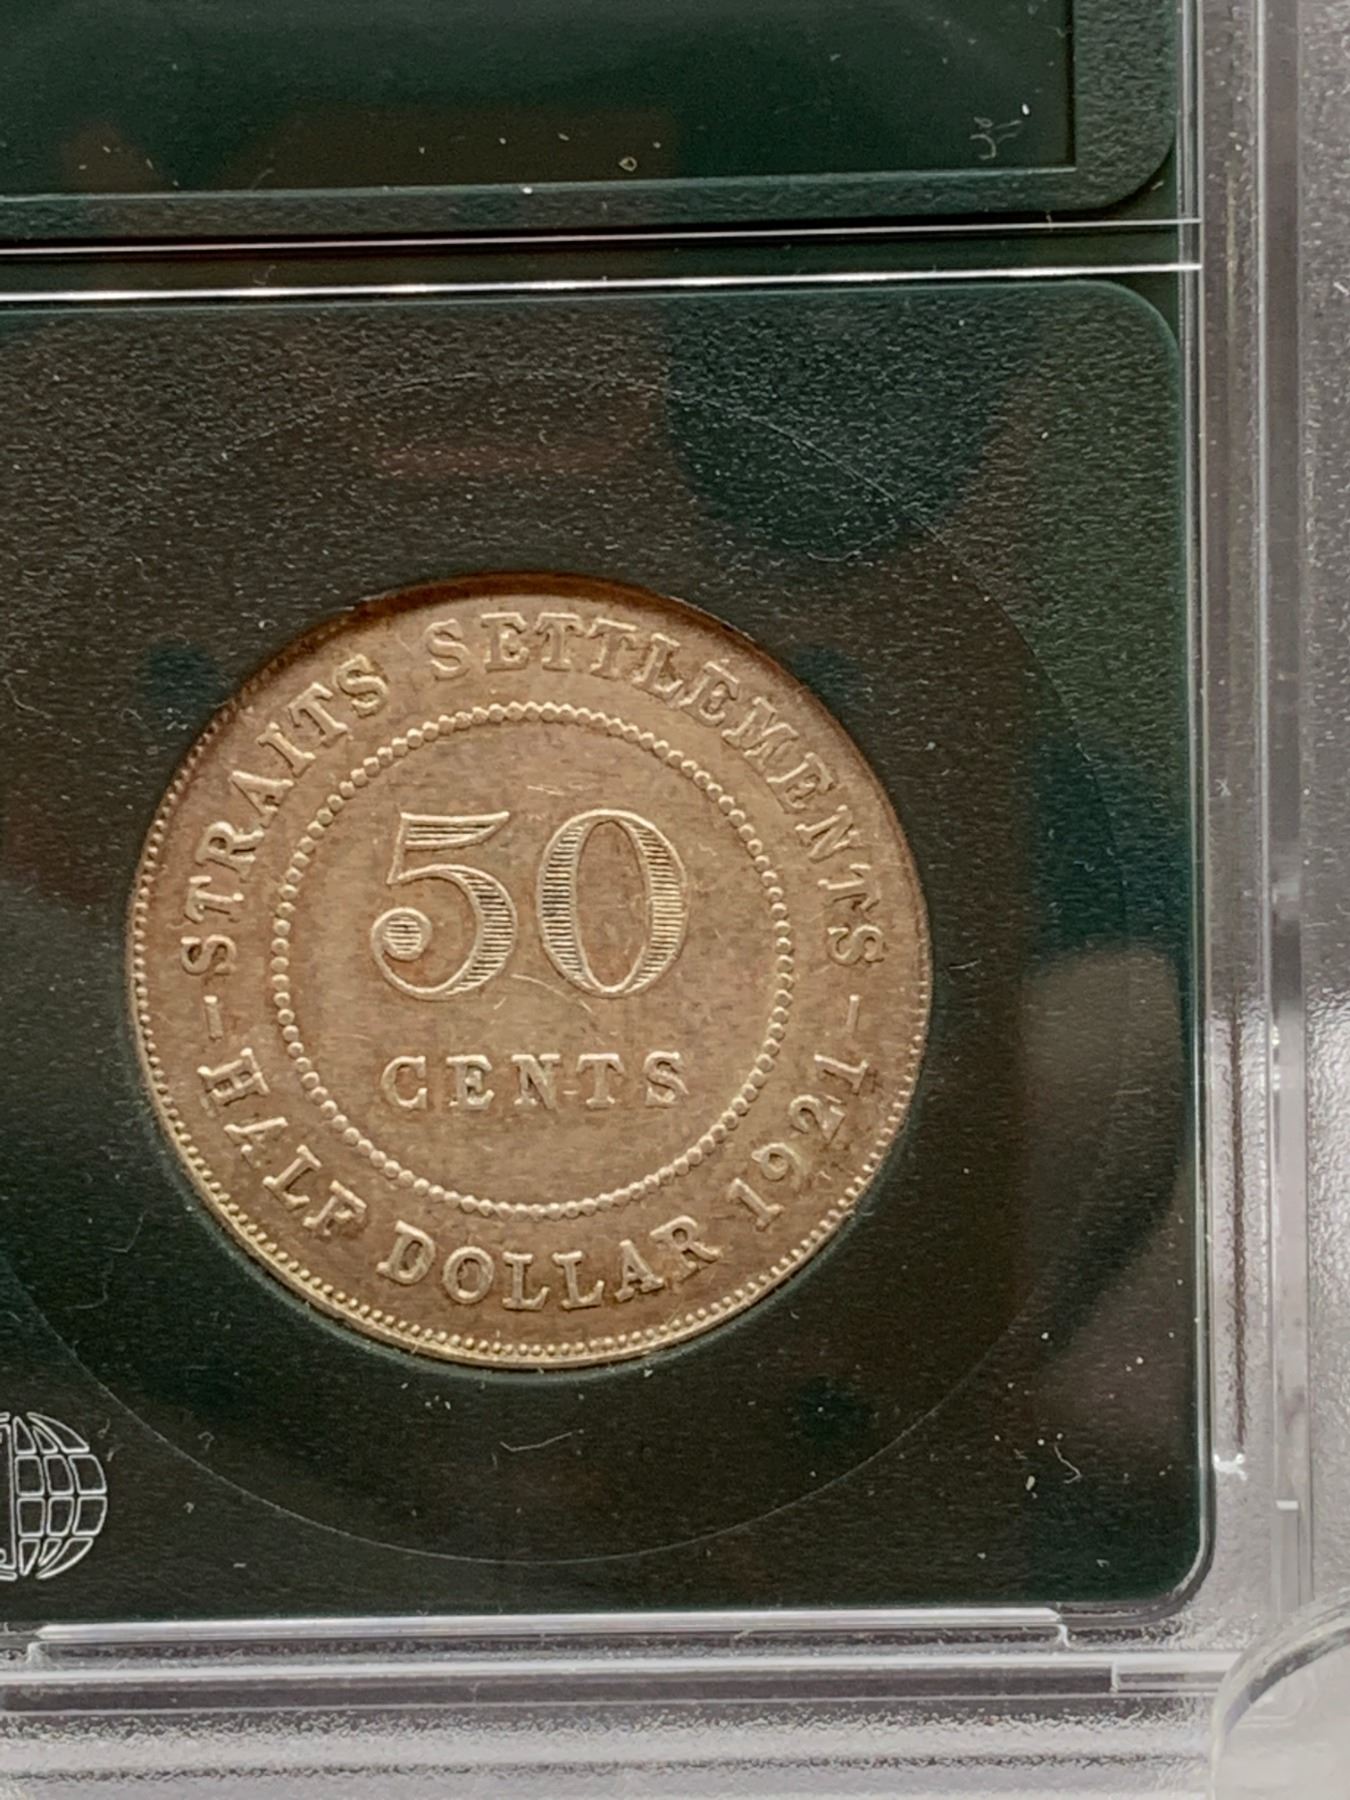 STRAITS SETTLEMENTS
50
CENTS
HALF DOLLAR 1921